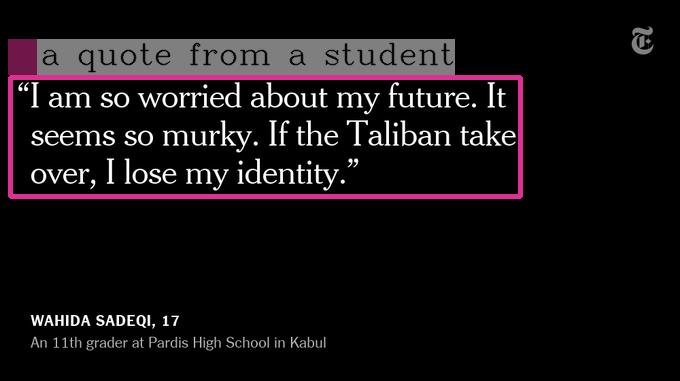 a quote from a student
“I am so worried about my future. It
seems so murky. If the Taliban take
over, I lose my identity.”
WAHIDA SADEQI, 17
An 11th grader at Pardis High School in Kabul